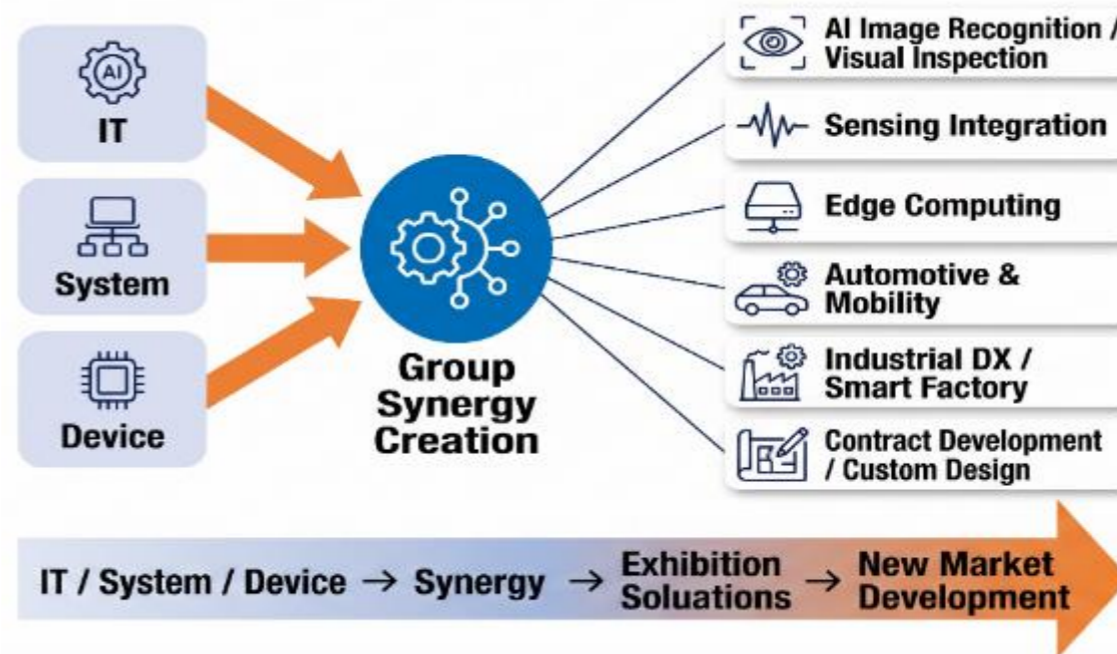 AI
IT
System
Device
Group
Synergy
Creation
AI Image Recognition /
Visual Inspection
Sensing Integration
Edge Computing
Automotive &
Mobility
Industrial DX /
Smart Factory
Contract Development
/ Custom Design
IT / System / Device → Synergy → Exhibition
Soluations → New Market
Development